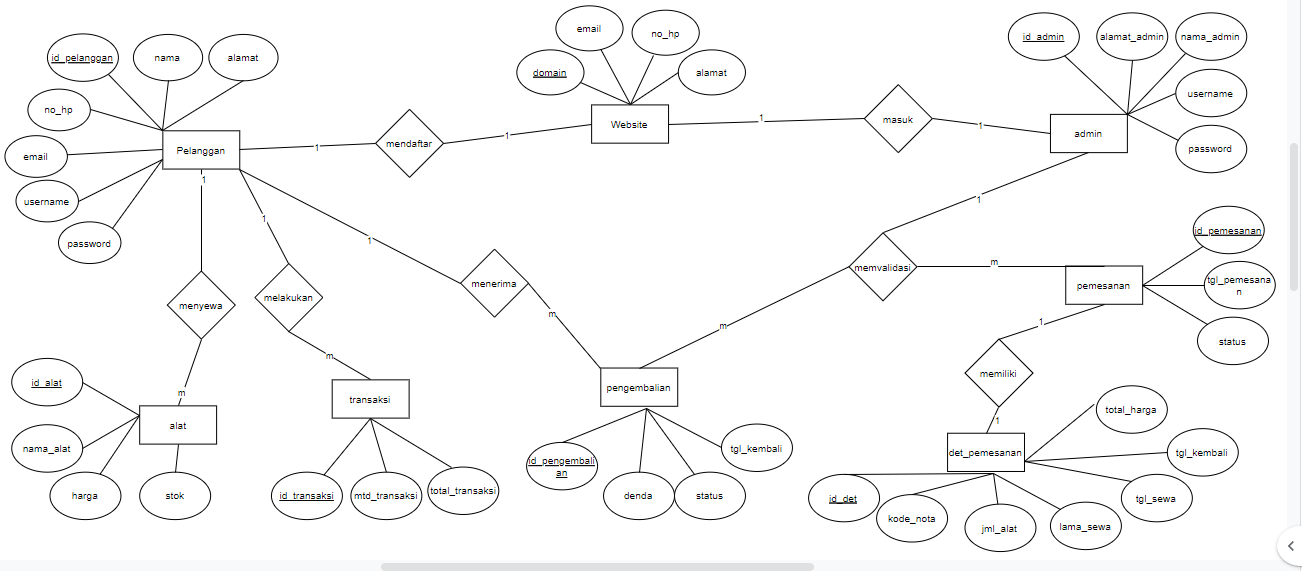 email
no_hp
domain
alamat
Website
id_admin
alamat_admin
nama_admin
username
password
admin
id_pelanggan
nama
alamat
no_hp
email
username
password
Pelanggan
1
mendaftar
1
1
masuk
1
1
menyewa
m
1
melakukan
m
1
menerima
m
1
memvalidasi
m
m
id_pemesanan
tgl_pemesana
n
status
pemesanan
1
memiliki
1
id_alat
nama_alat
harga
stok
alat
transaksi
id_transaksi
mtd_transaksi
total_transaksi
pengembalian
id_pengembali
an
denda
status
tgl_kembali
det_pemesanan
total_harga
tgl_kembali
tgl_sewa
lama_sewa
jml_alat
kode_nota
id_det